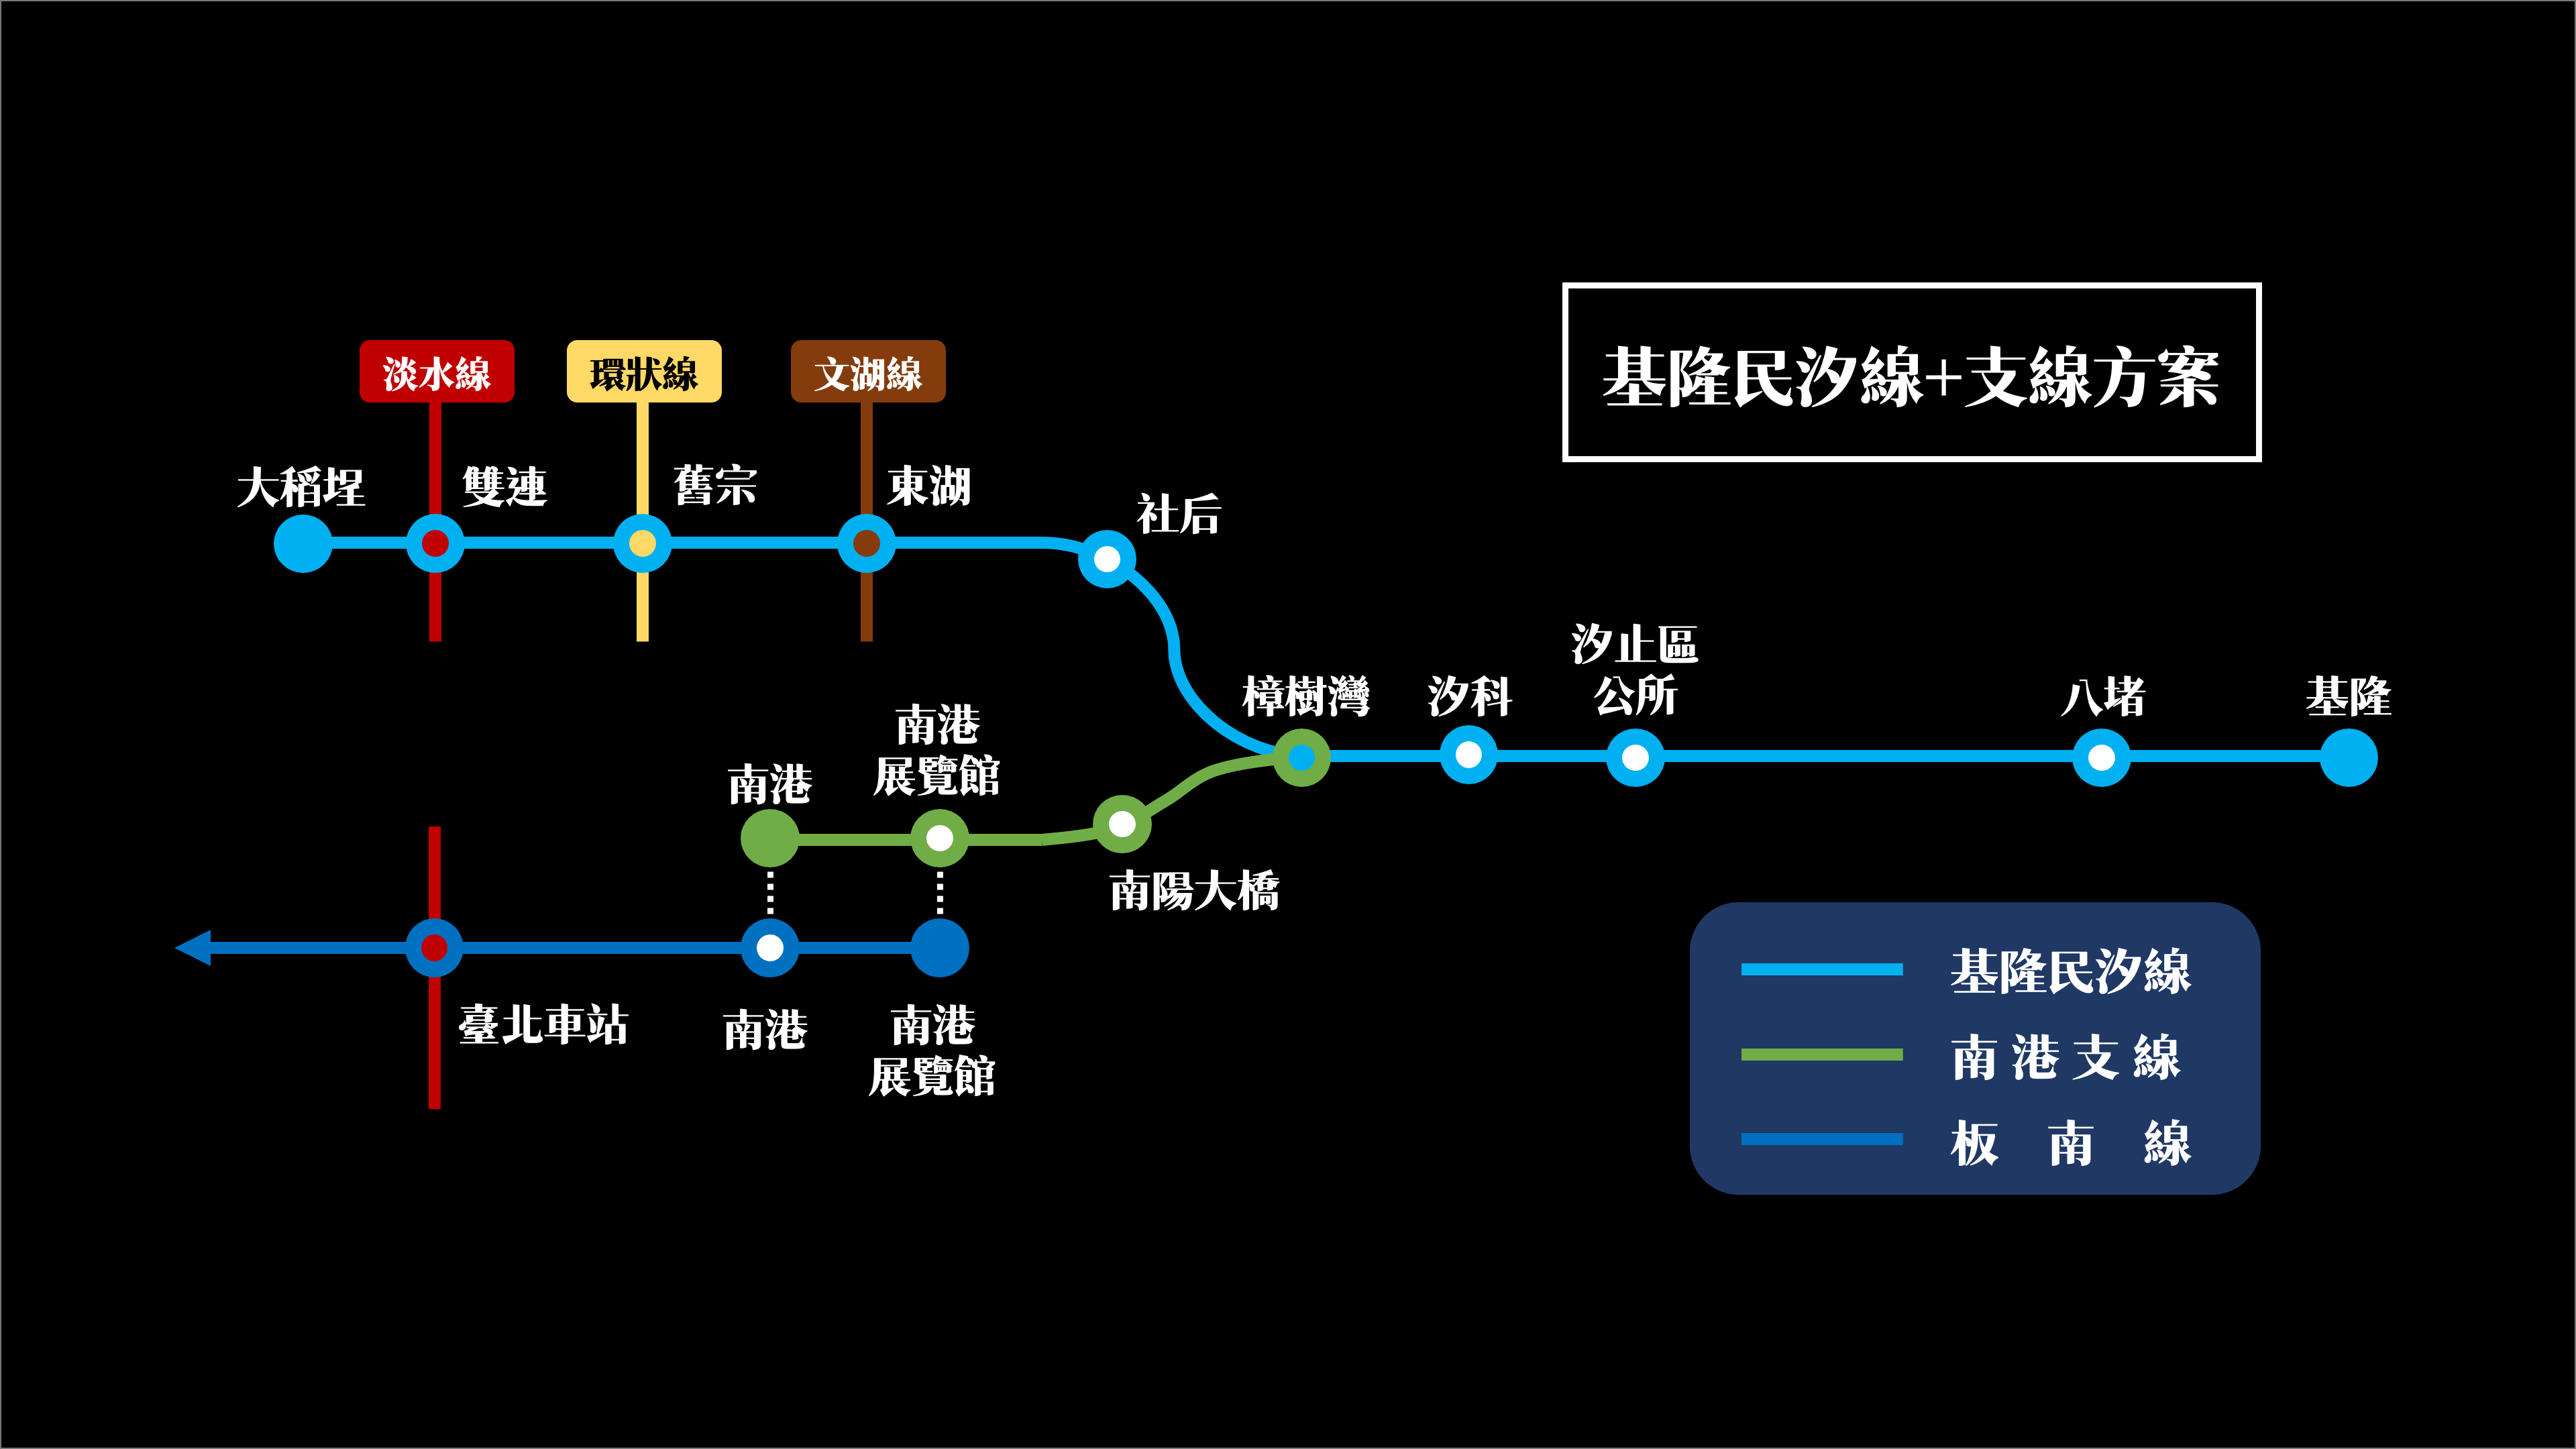 基隆民汐線+支線方案
淡水線
環狀線
文湖線
大稻埕
雙連
舊宗
東湖
社后
樟樹灣
汐科
汐止區
公所
八堵
基隆
南港
南港
展覽館
南陽大橋
臺北車站
南港
南港
展覽館
基隆民汐線
南港支線
板南線